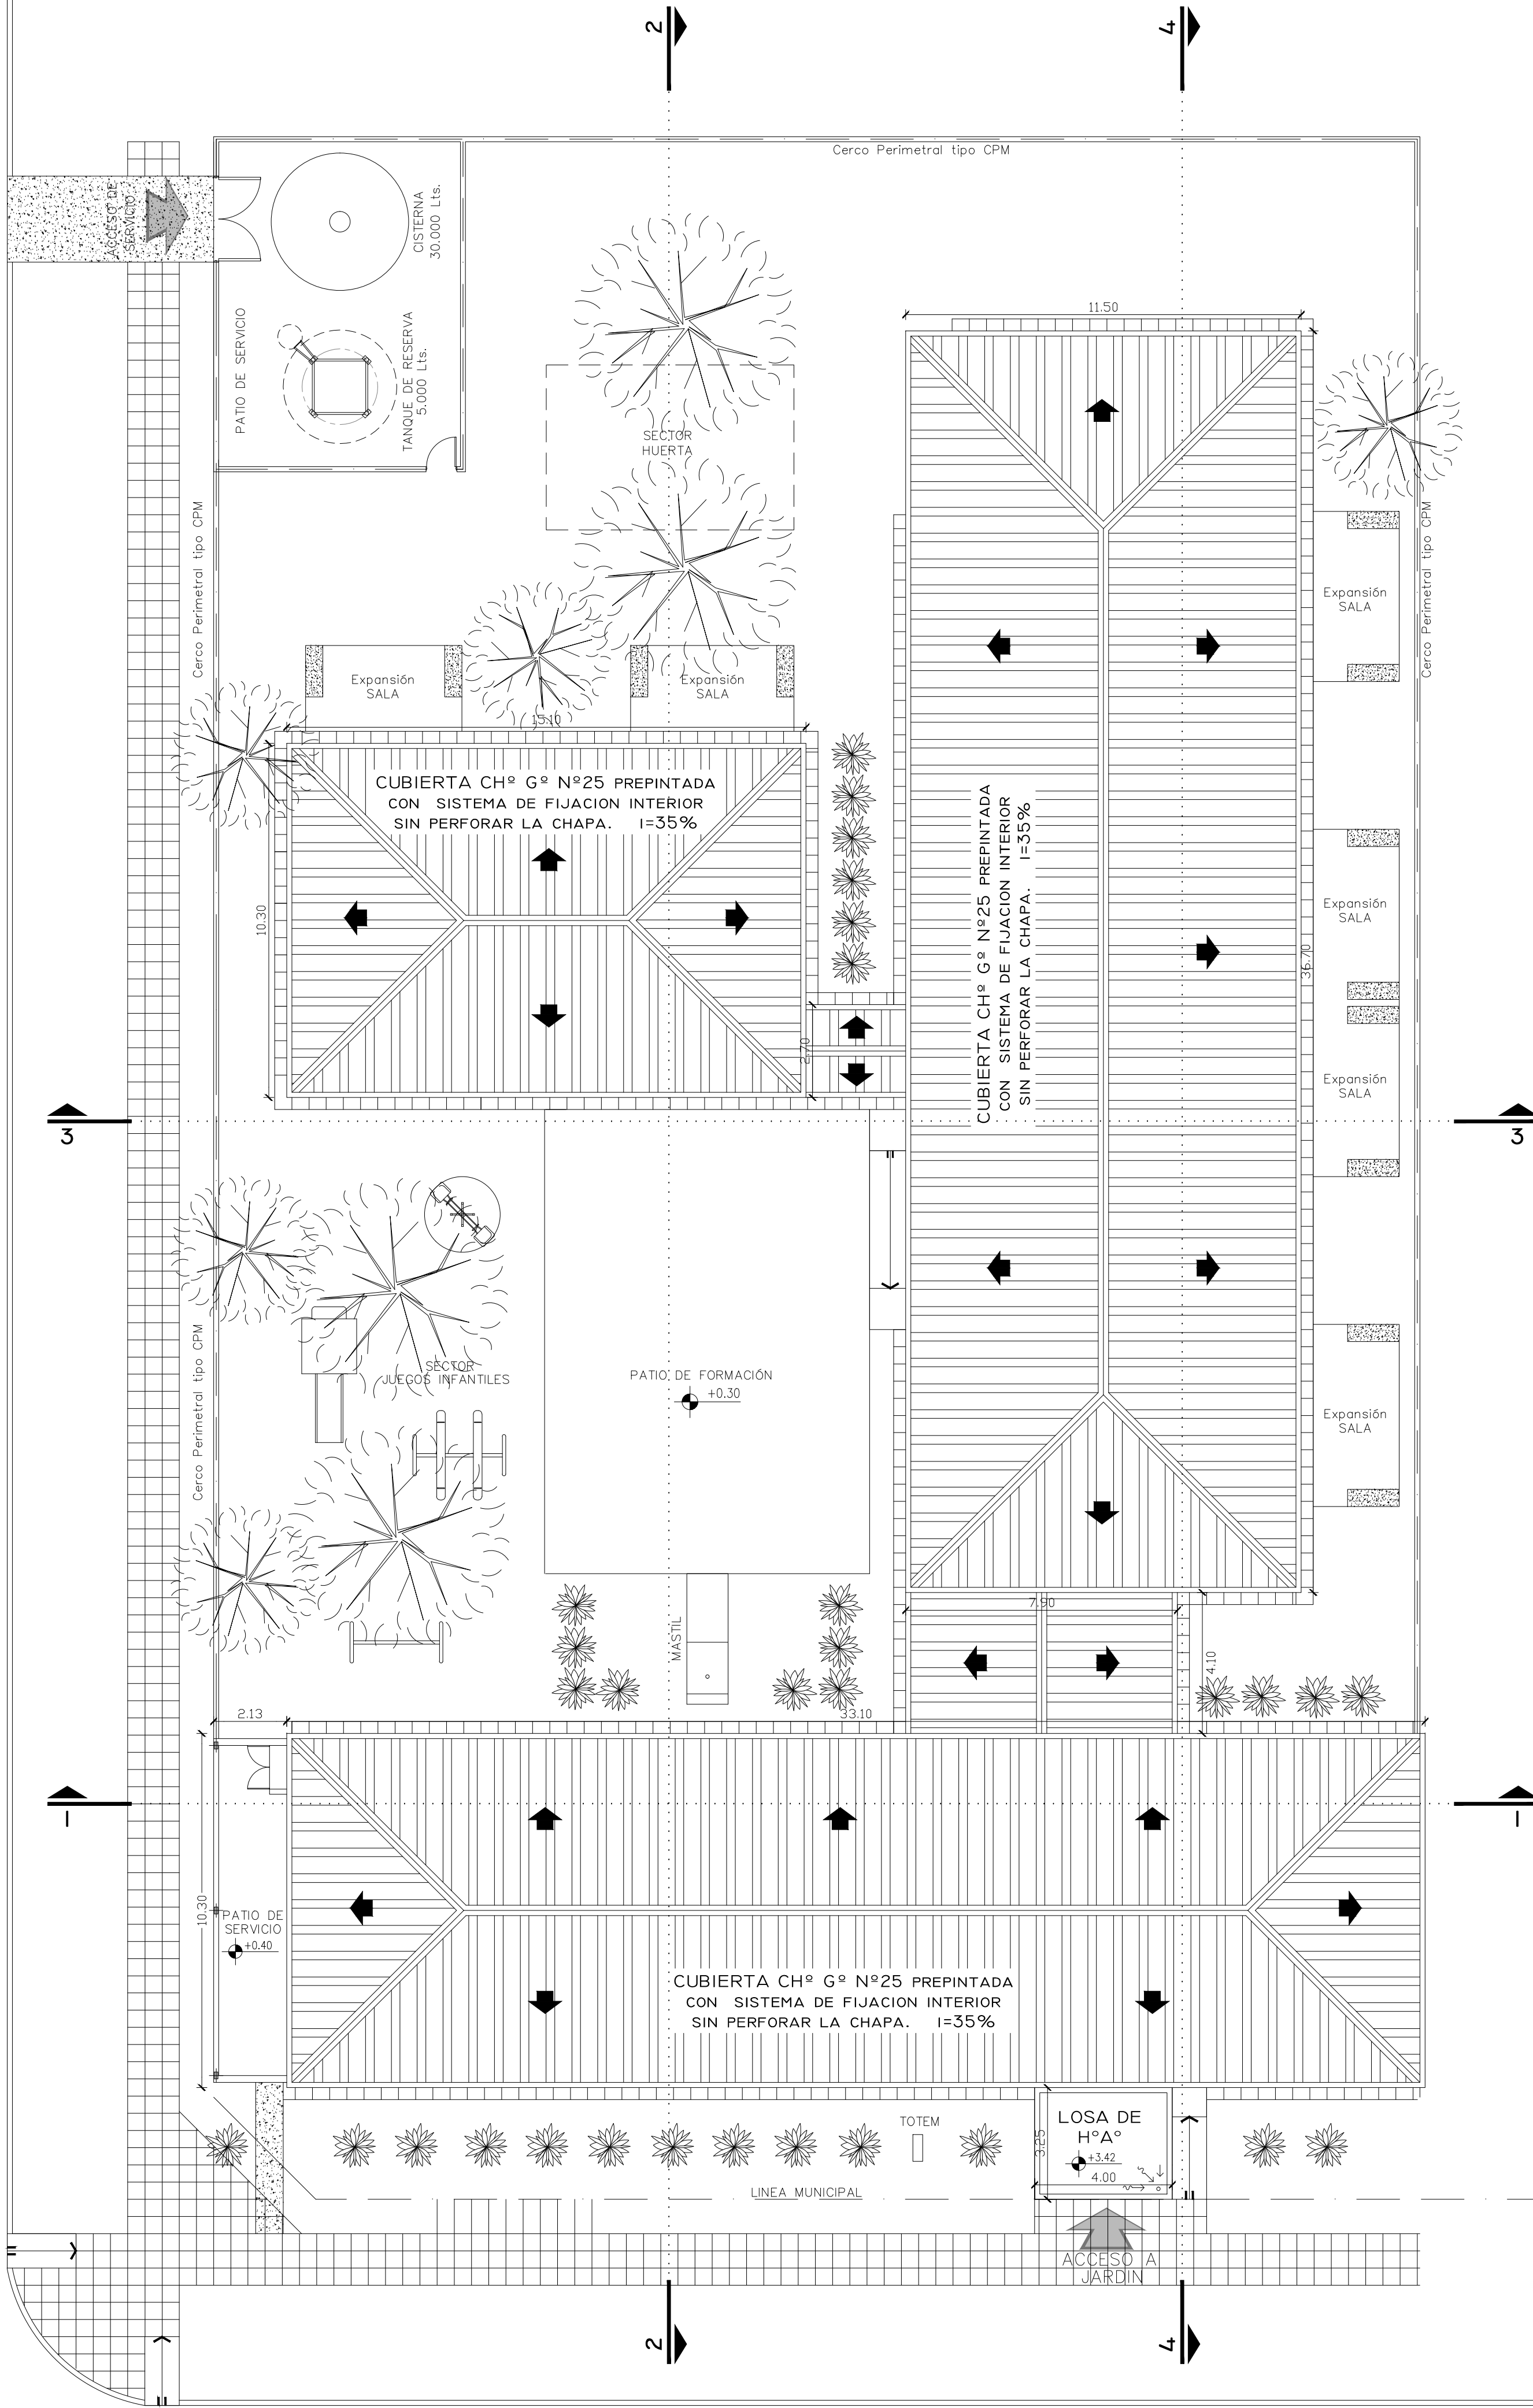 2
4
Cerco Perimetral tipo CPM
ACCESO DE
SERVICIO
CISTERNA
30.000 Lts.
PATIO DE SERVICIO
TANQUE DE RESERVA
5.000 Lts.
11.50
SECTOR
HUERTA
Cerco Perimetral tipo CPM
Cerco Perimetral tipo CPM
Expansión
SALA
Expansión
SALA
Expansión
SALA
15.10
CUBIERTA CHº Gº Nº25 PREPINTADA
CON SISTEMA DE FIJACION INTERIOR
SIN PERFORAR LA CHAPA. I=35%
10.30
CUBIERTA CHº Gº Nº25 PREPINTADA
CON SISTEMA DE FIJACION INTERIOR
SIN PERFORAR LA CHAPA. I=35%
Expansión
SALA
36.70
2.70
Expansión
SALA
3
3
Cerco Perimetral tipo CPM
SECTOR
JUEGOS INFANTILES
PATIO DE FORMACIÓN
+0.30
Expansión
SALA
MASTIL
7.90
4.10
2.13
33.10
1
1
10.30
PATIO DE
SERVICIO
+0.40
CUBIERTA CHº Gº Nº25 PREPINTADA
CON SISTEMA DE FIJACION INTERIOR
SIN PERFORAR LA CHAPA. I=35%
TOTEM
LOSA DE
HºAº
+3.42
4.00
3.25
LINEA MUNICIPAL
ACCESO A
JARDIN
2
4